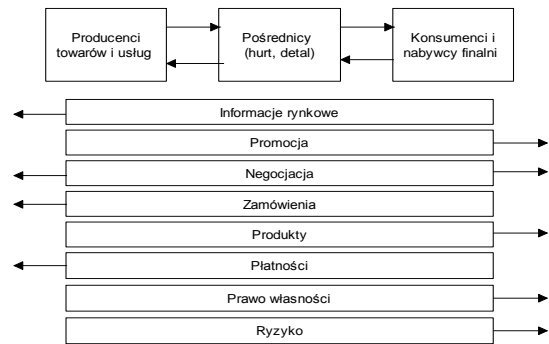 Producenci
towarów i usług
Pośrednicy
(hurt, detal)
Konsumenci i
nabywcy finalni
Informacje rynkowe
Promocja
Negocjacja
Zamówienia
Produkty
Płatności
Prawo własności
Ryzyko